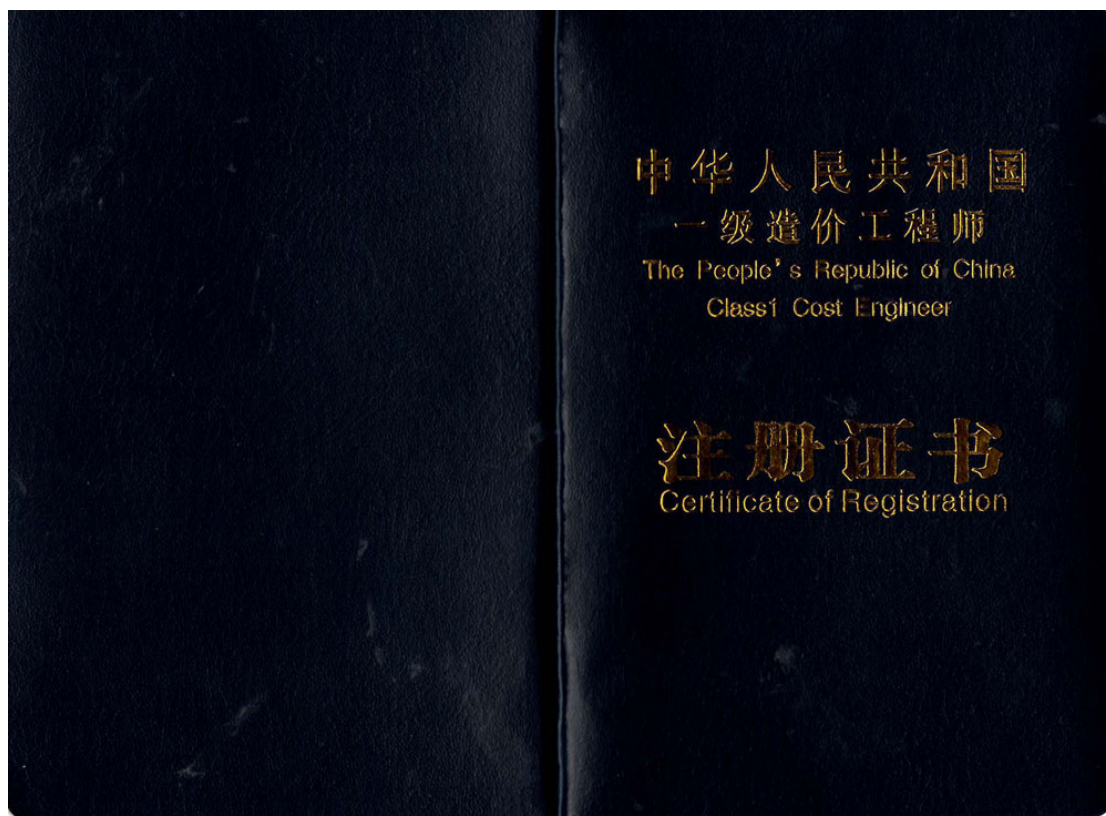 中华人民共和国
一级造价工程师
The People's Republic of China
Class1 Cost Engineer
注册证书
Certificate of Registration